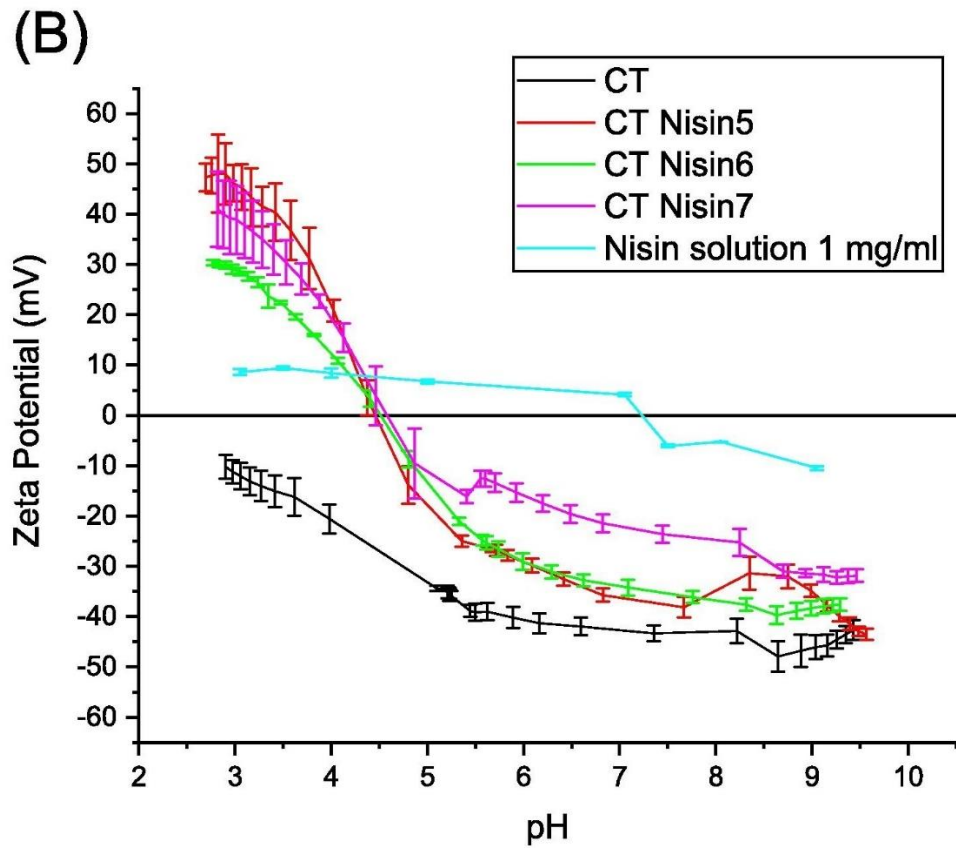 (B)
CT
CT Nisin5
CT Nisin6
CT Nisin7
Nisin solution 1 mg/ml
Zeta Potential (mV)
60
50
40
30
20
10
0
-10
-20
-30
-40
-50
-60
2 3 4 5 6 7 8 9 10
pH